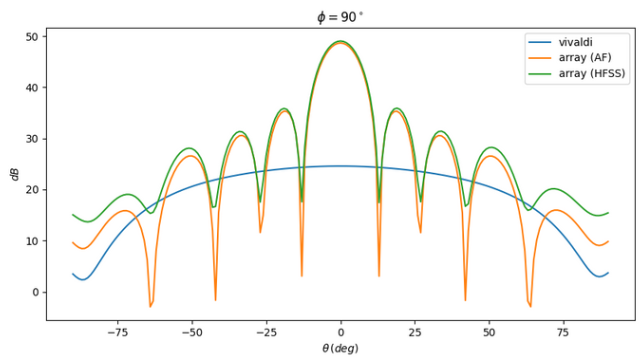 ϕ = 90°
50
40
30
20
10
0
dB
vivaldi
array (AF)
array (HFSS)
−75 −50 −25 0 25 50 75
θ (deg)